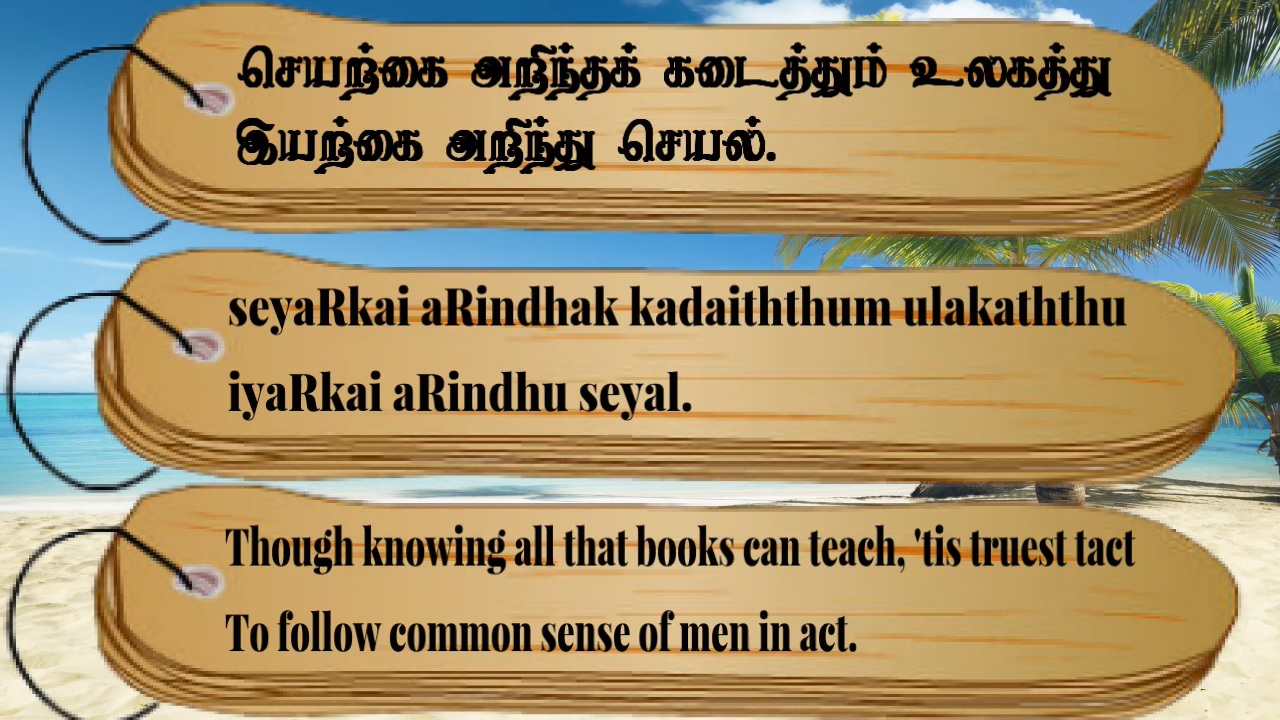 செயற்கை அறிந்தக் கடைத்தும் உலகத்து
இயற்கை அறிந்து செயல்.
seyaRkai aRindhak kadaiththum ulakaththu
iyaRkai aRindhu seyal.
Though knowing all that books can teach, 'tis truest tact
To follow common sense of men in act.